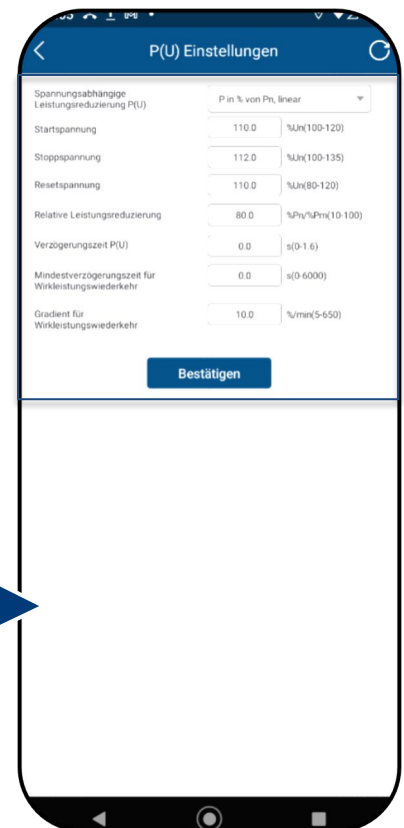 P(U) Einstellungen
Spannungsabhängige
Leistungsreduzierung P(U)
P in % von Pn, linear
Startspannung 110.0 %Un(100-120)
Stoppspannung 112.0 %Un(100-135)
Resetspannung 110.0 %Un(80-120)
Relative Leistungsreduzierung 80.0 %Pn/%Pm(10-100)
Verzögerungszeit P(U) 0.0 s(0-1.6)
Mindestverzögerungszeit für
Wirkleistungswiederkehr
0.0 s(0-6000)
Gradient für
Wirkleistungswiederkehr
10.0 %/min(5-650)
Bestätigen